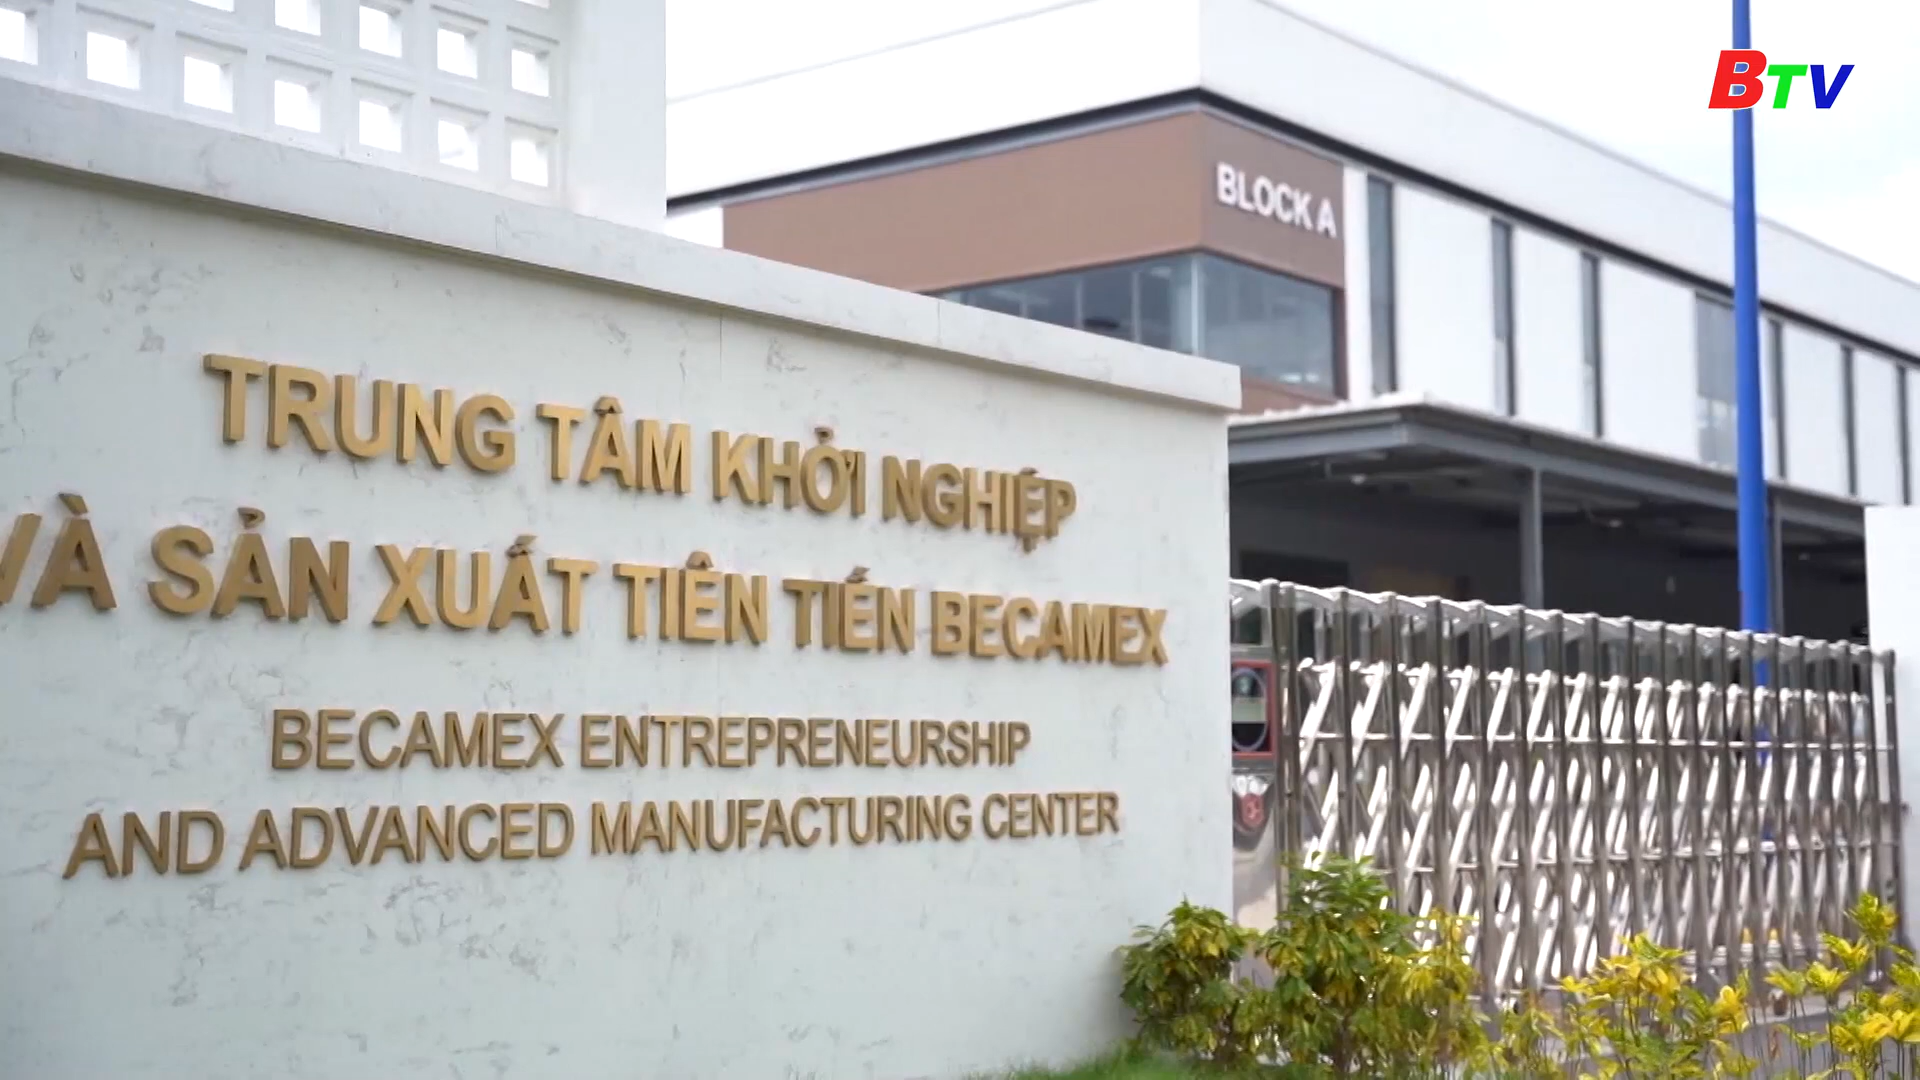 BTV
BLOCK A
TRUNG TÂM KHỞI NGHIỆP
VÀ SẢN XUẤT TIÊN TIẾN BECAMEX
BECAMEX ENTREPRENEURSHIP
AND ADVANCED MANUFACTURING CENTER